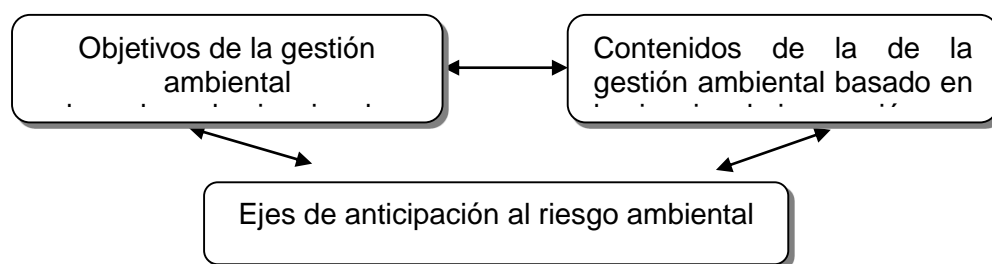 Objetivos de la gestión
ambiental
Contenidos de la de la
gestión ambiental basado en
Ejes de anticipación al riesgo ambiental